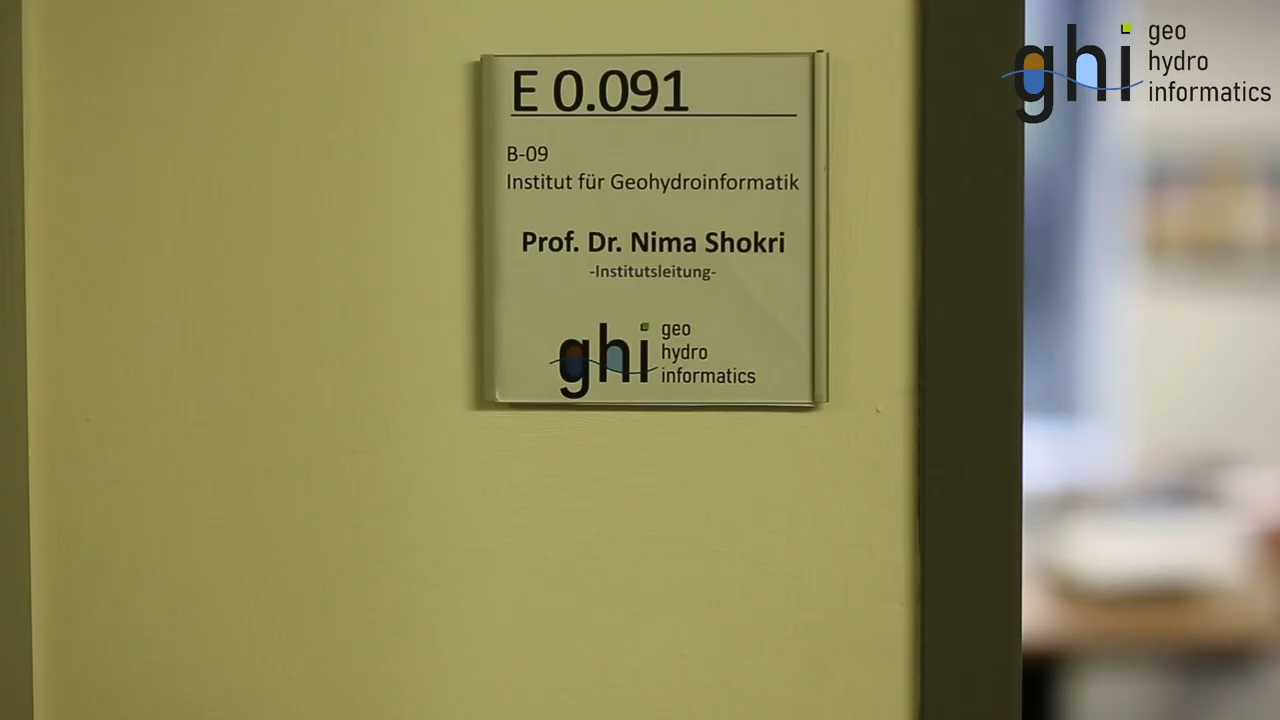 E 0.091
B-09
Institut für Geohydroinformatik
Prof. Dr. Nima Shokri
-Institutsleitung-
ghi
geo
hydro
informatics
ghi
geo
hydro
informatics